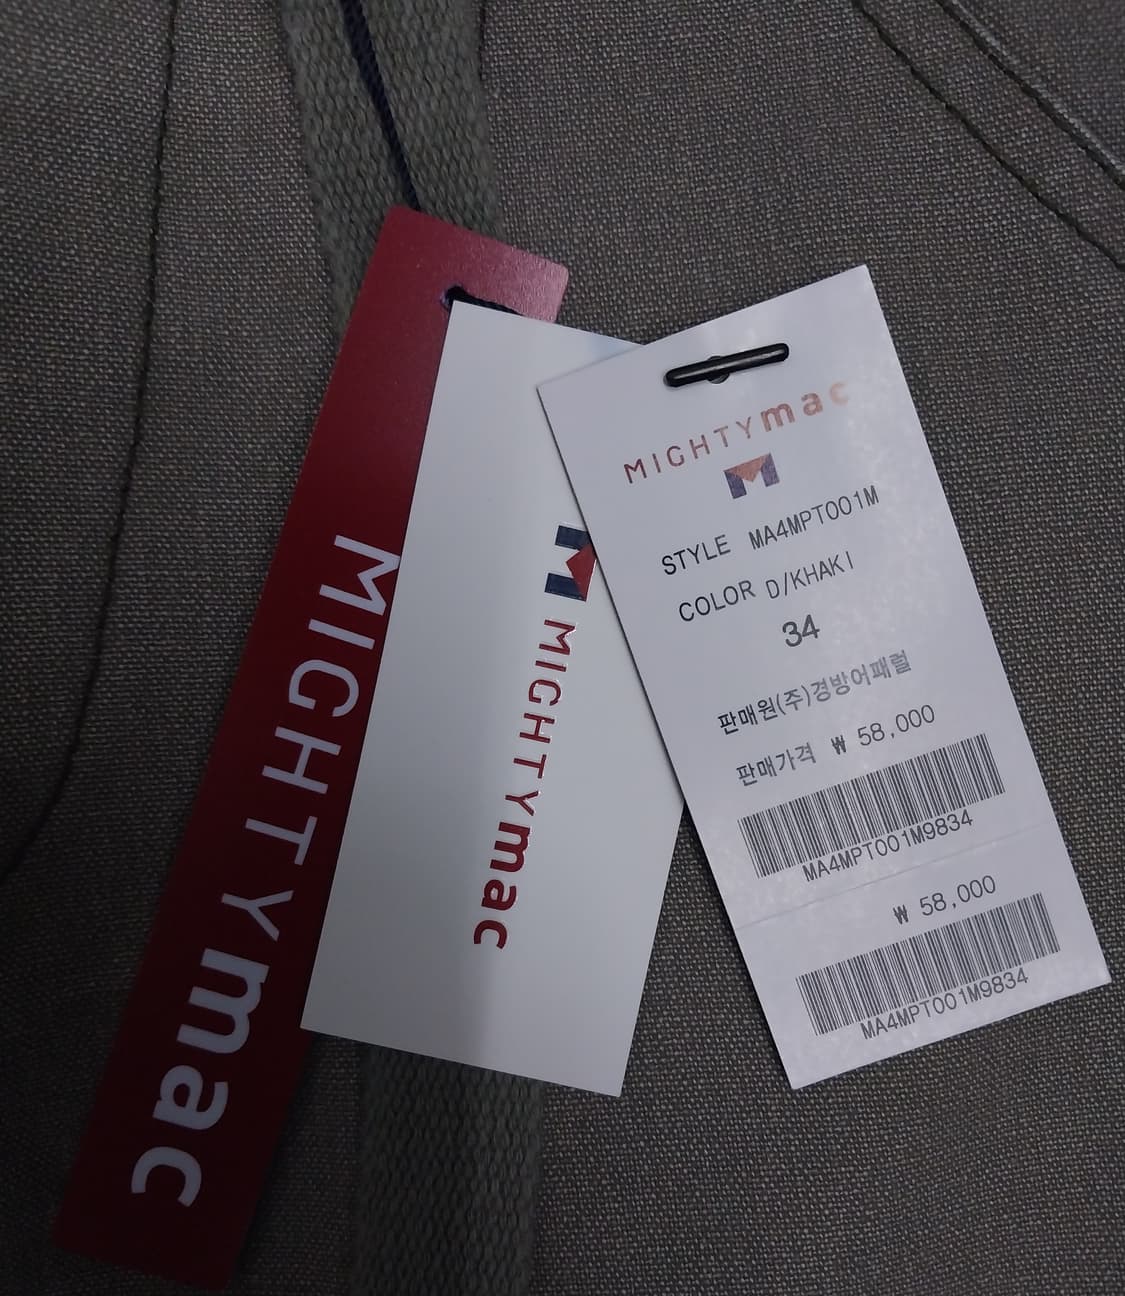 MIGHTYmac
MIGHTYmac
MIGHTYmac
STYLE MA4MPT001M
COLOR D/KHAKI
34
판매원(주)경방어패럴
판매가격 ₩ 58,000
MA4MPT001M9834
₩ 58,000
MA4MPT001M9834